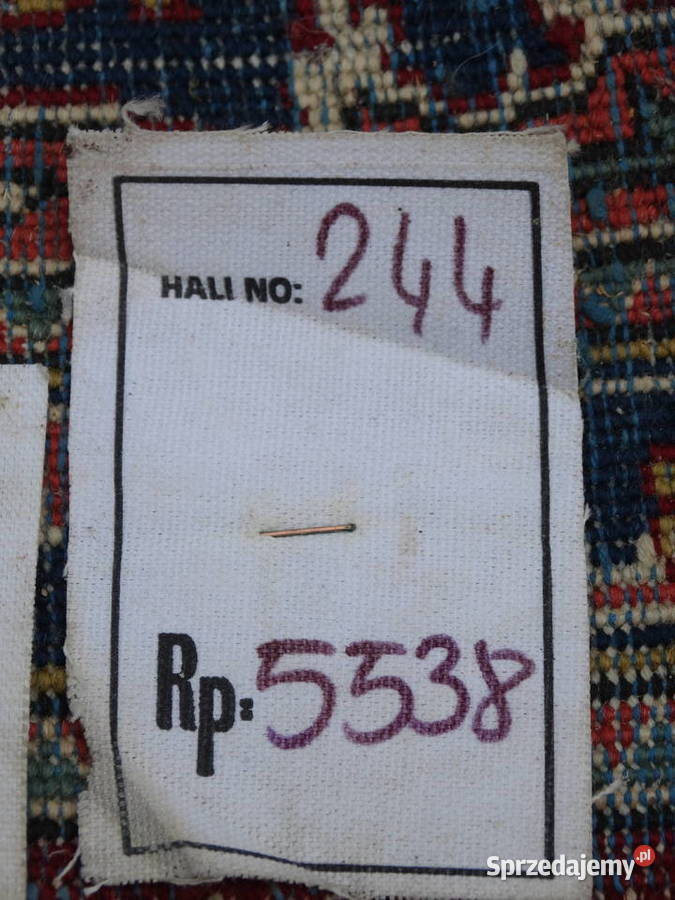 HALI NO: 244
Rp: 5538
Sprzedajemy.pl